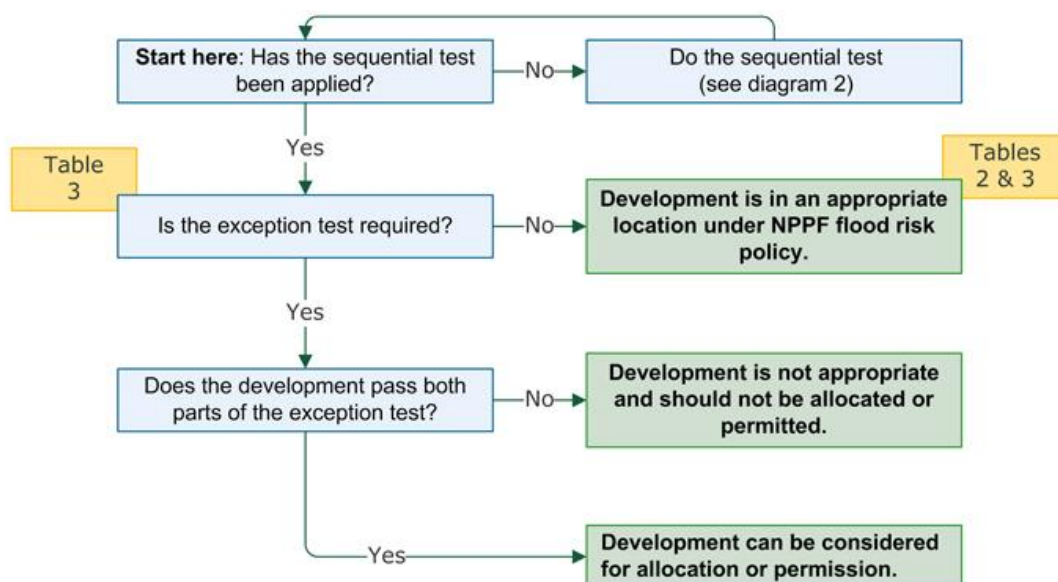 Start here: Has the sequential test
been applied?
No
Do the sequential test
(see diagram 2)
Yes
Table
3
Tables
2 & 3
Is the exception test required?
No
Development is in an appropriate
location under NPPF flood risk
policy.
Yes
Does the development pass both
parts of the exception test?
No
Development is not appropriate
and should not be allocated or
permitted.
Yes
Development can be considered
for allocation or permission.